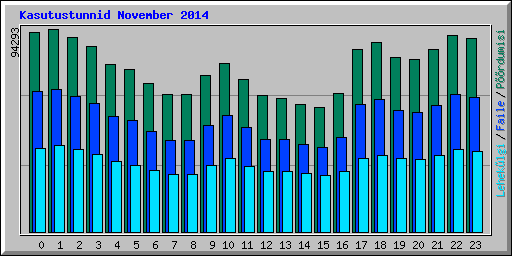 Kasutustunnid November 2014
94293
Lehekülgi / Faile / Pöördumisi
0 1 2 3 4 5 6 7 8 9 10 11 12 13 14 15 16 17 18 19 20 21 22 23